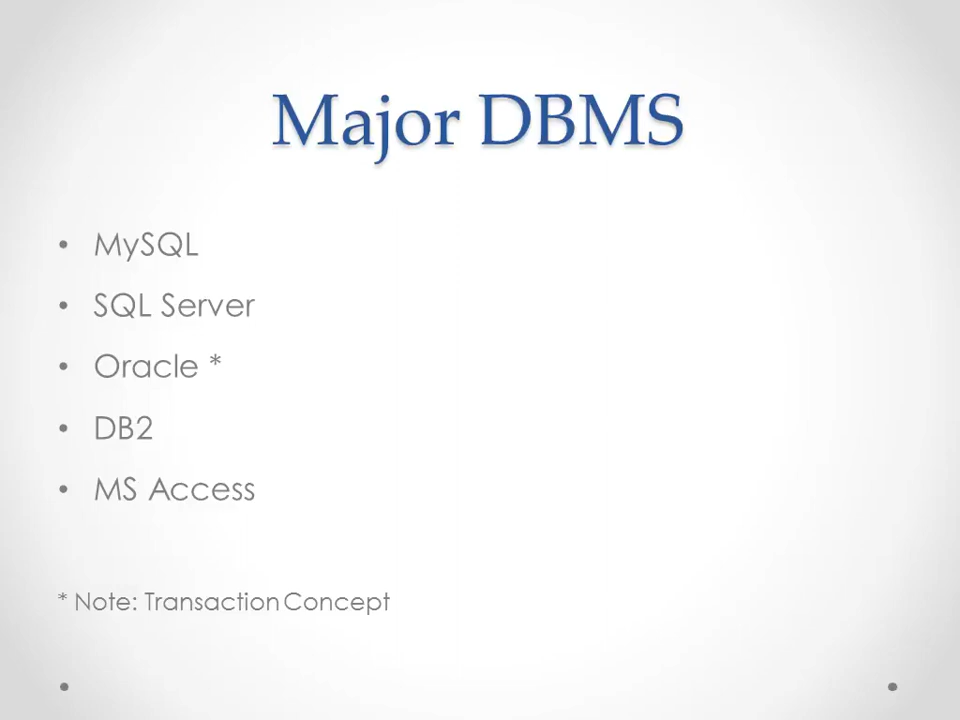 Major DBMS
• MySQL
• SQL Server
• Oracle *
• DB2
• MS Access
* Note: Transaction Concept